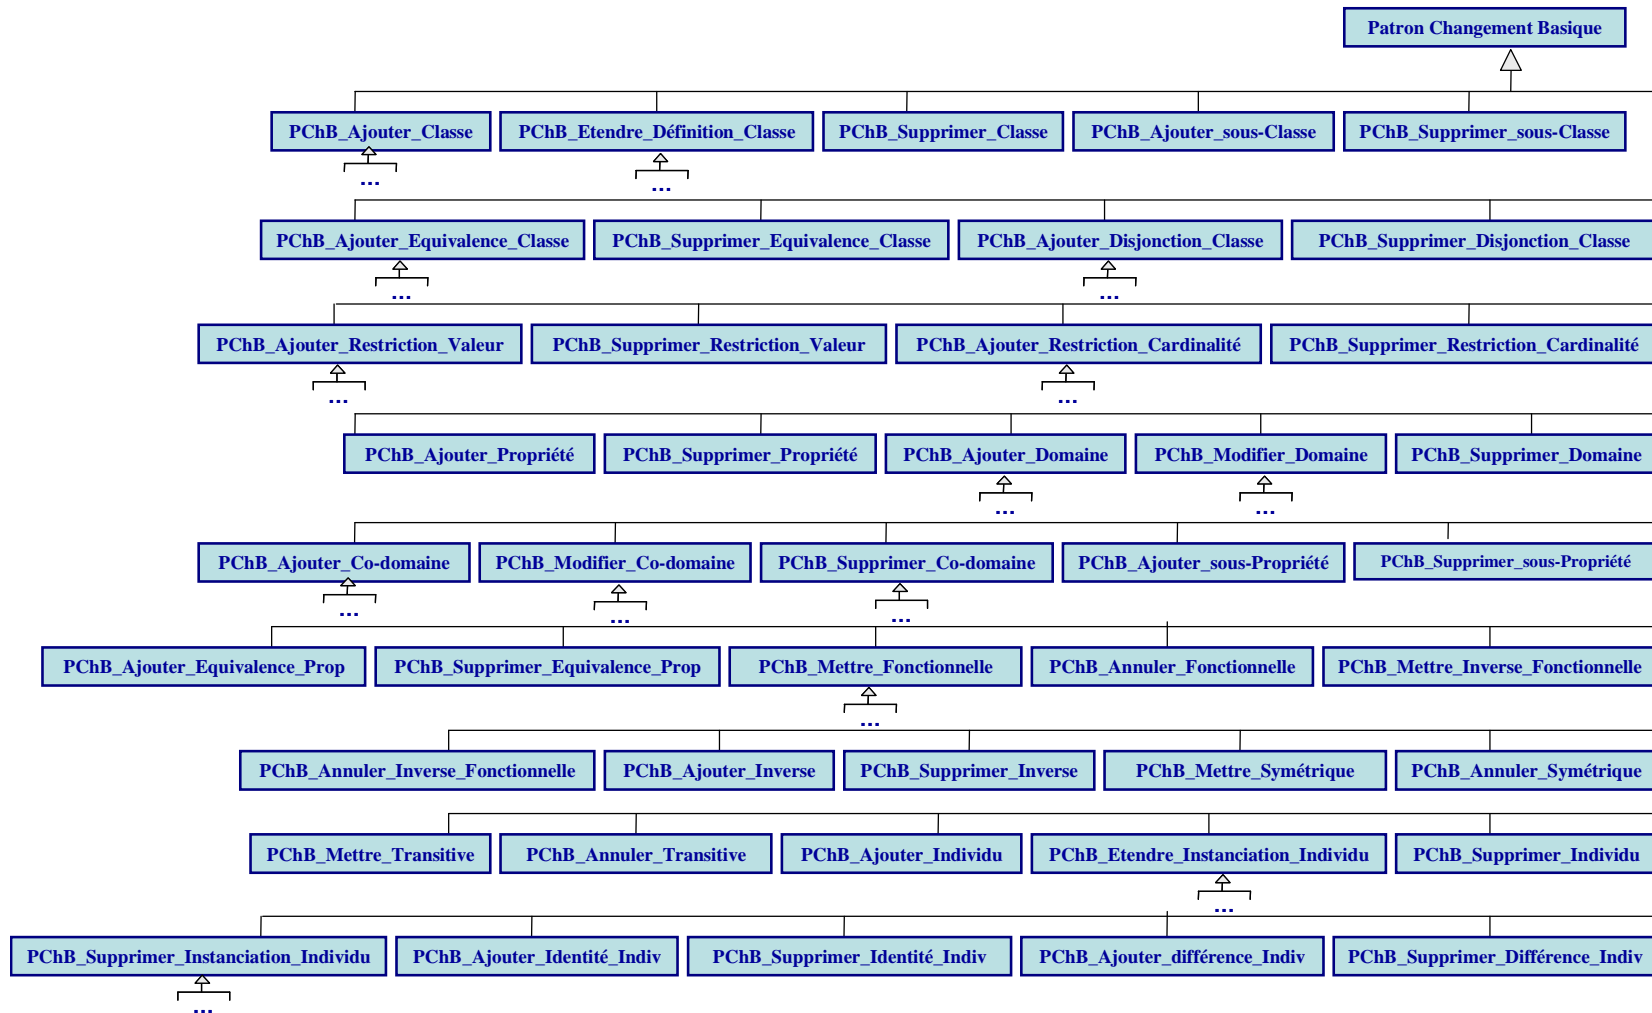 Patron Changement Basique
PChB_Ajouter_Classe
PChB_Etendre_Définition_Classe
PChB_Supprimer_Classe
PChB_Ajouter_sous-Classe
PChB_Supprimer_sous-Classe
...
...
PChB_Ajouter_Equivalence_Classe
PChB_Supprimer_Equivalence_Classe
PChB_Ajouter_Disjonction_Classe
PChB_Supprimer_Disjonction_Classe
...
...
PChB_Ajouter_Restriction_Valeur
PChB_Supprimer_Restriction_Valeur
PChB_Ajouter_Restriction_Cardinalité
PChB_Supprimer_Restriction_Cardinalité
...
...
PChB_Ajouter_Propriété
PChB_Supprimer_Propriété
PChB_Ajouter_Domaine
PChB_Modifier_Domaine
PChB_Supprimer_Domaine
...
...
PChB_Ajouter_Co-domaine
PChB_Modifier_Co-domaine
PChB_Supprimer_Co-domaine
PChB_Ajouter_sous-Propriété
PChB_Supprimer_sous-Propriété
...
...
...
PChB_Ajouter_Equivalence_Prop
PChB_Supprimer_Equivalence_Prop
PChB_Mettre_Fonctionnelle
PChB_Annuler_Fonctionnelle
PChB_Mettre_Inverse_Fonctionnelle
...
PChB_Annuler_Inverse_Fonctionnelle
PChB_Ajouter_Inverse
PChB_Supprimer_Inverse
PChB_Mettre_Symétrique
PChB_Annuler_Symétrique
PChB_Mettre_Transitive
PChB_Annuler_Transitive
PChB_Ajouter_Individu
PChB_Etendre_Instanciation_Individu
PChB_Supprimer_Individu
...
PChB_Supprimer_Instanciation_Individu
PChB_Ajouter_Identité_Indiv
PChB_Supprimer_Identité_Indiv
PChB_Ajouter_différence_Indiv
PChB_Supprimer_Différence_Indiv
...